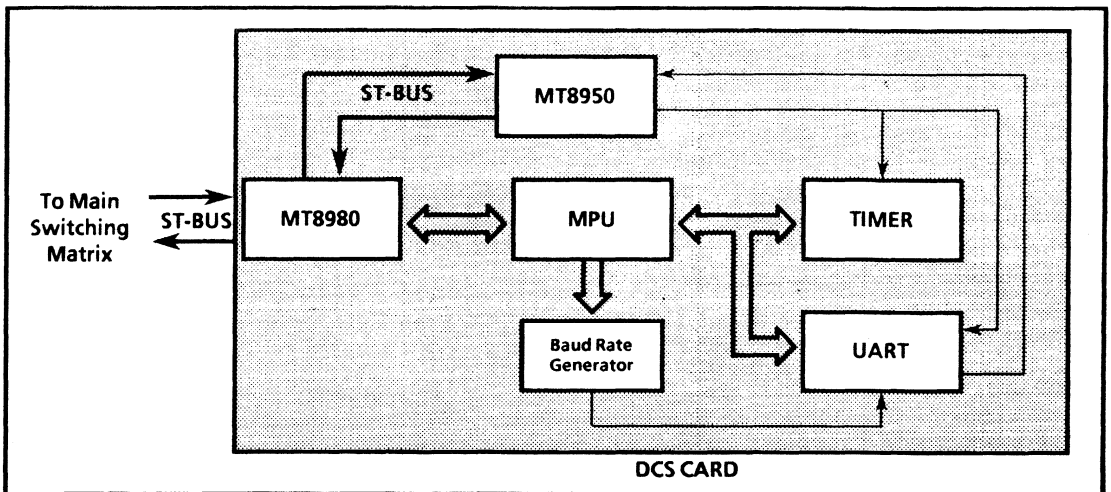 ST-BUS
MT8950
To Main
Switching
Matrix
ST-BUS
MT8980
MPU
TIMER
Baud Rate
Generator
UART
DCS CARD